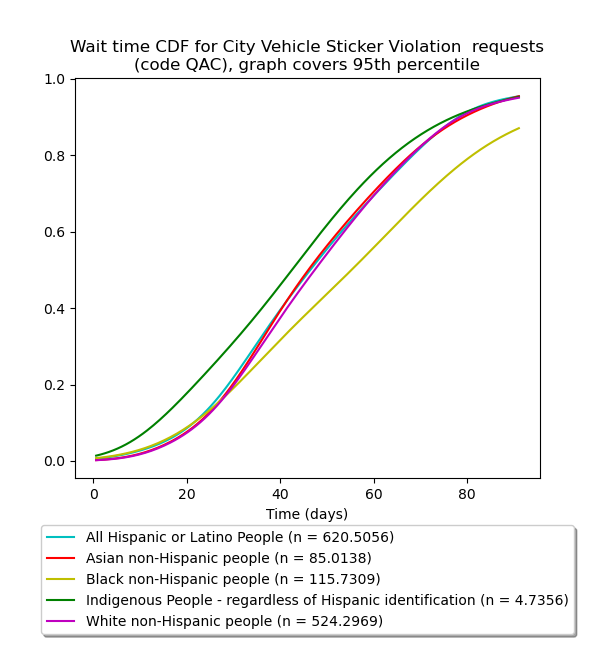 Wait time CDF for City Vehicle Sticker Violation  requests
(code QAC), graph covers 95th percentile
1.0
0.8
0.6
0.4
0.2
0.0
0 20 40 60 80
Time (days)
All Hispanic or Latino People (n = 620.5056)
Asian non-Hispanic people (n = 85.0138)
Black non-Hispanic people (n = 115.7309)
Indigenous People - regardless of Hispanic identification (n = 4.7356)
White non-Hispanic people (n = 524.2969)